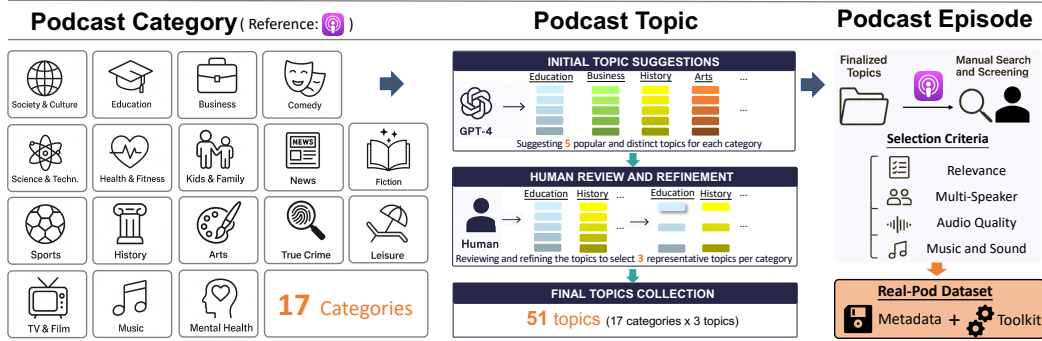 Podcast Category ( Reference: )
Society & Culture
Education
Business
Comedy
Science & Techn.
Health & Fitness
Kids & Family
NEWS
News
Fiction
Sports
History
Arts
True Crime
Leisure
TV & Film
Music
Mental Health
17 Categories
Podcast Topic
INITIAL TOPIC SUGGESTIONS
Education Business History Arts ...
GPT-4
...
Suggesting 5 popular and distinct topics for each category
HUMAN REVIEW AND REFINEMENT
Education History ... Education History ...
Human
... ...
Reviewing and refining the topics to select 3 representative topics per category
FINAL TOPICS COLLECTION
51 topics (17 categories x 3 topics)
Podcast Episode
Finalized
Topics
Manual Search
and Screening
Selection Criteria
Relevance
Multi-Speaker
Audio Quality
Music and Sound
Real-Pod Dataset
Metadata + Toolkit